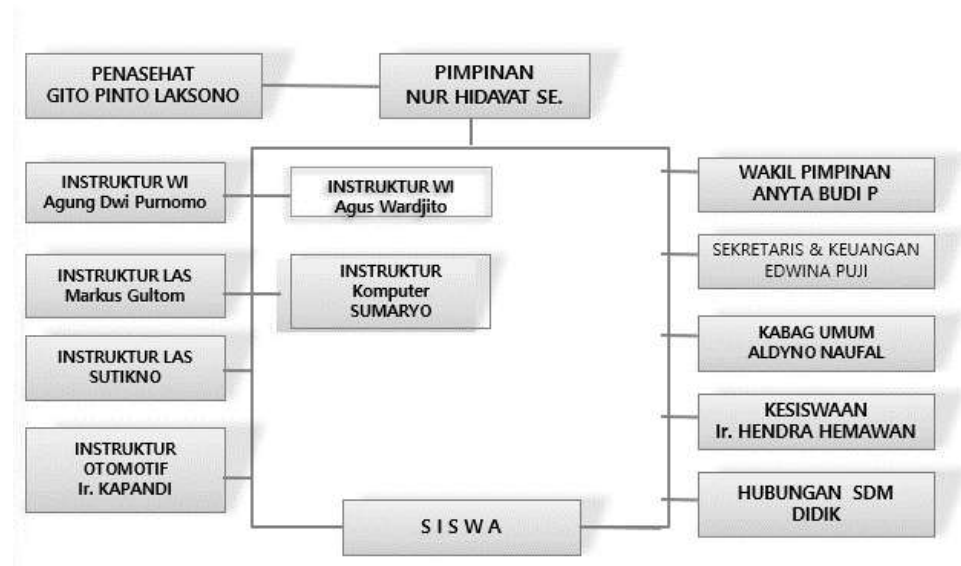 PENASEHAT
GITO PINTO LAKSONO
PIMPINAN
NUR HIDAYAT SE.
INSTRUKTUR WI
Agung Dwi Purnomo
INSTRUKTUR WI
Agus Wardjito
WAKIL PIMPINAN
ANYTA BUDI P
INSTRUKTUR LAS
Markus Gultom
INSTRUKTUR
Komputer
SUMARYO
SEKRETARIS & KEUANGAN
EDWINA PUJI
INSTRUKTUR LAS
SUTIKNO
KABAG UMUM
ALDYNO NAUFAL
INSTRUKTUR
OTOMOTIF
Ir. KAPANDI
KESISWAAN
Ir. HENDRA HEMAWAN
HUBUNGAN SDM
DIDIK
S I S W A